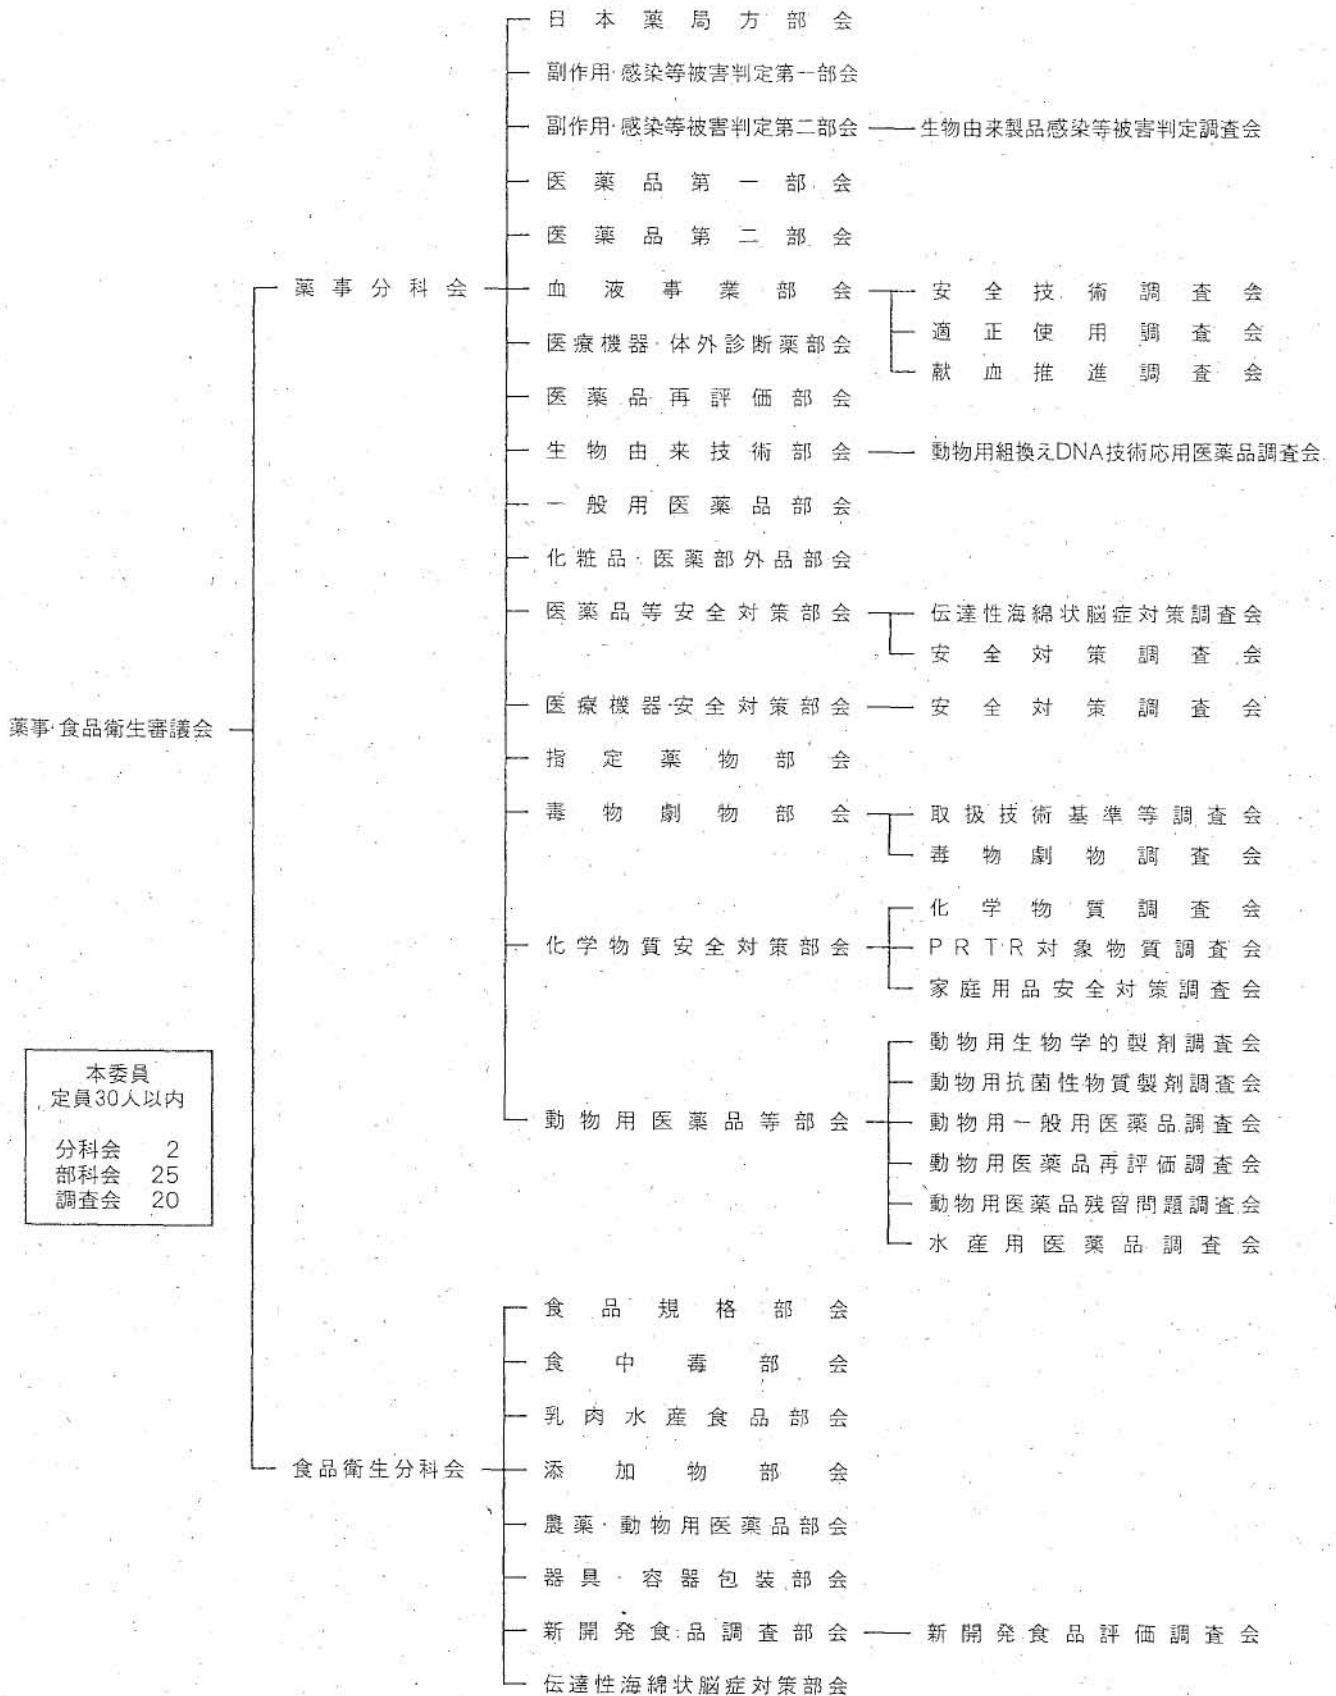 日本薬局方部会
副作用・感染等被害判定第一部会
副作用・感染等被害判定第二部会 生物由来製品感染等被害判定調査会
医薬品第一部会
医薬品第二部会
薬事分科会 血液事業部会 安全技術調査会
適正使用調査会
医療機器・体外診断薬部会
献血推進調査会
医薬品再評価部会
生物由来技術部会 動物用組換えDNA技術応用医薬品調査会
一般用医薬品部会
化粧品・医薬部外品部会
医薬品等安全対策部会 伝達性海綿状脳症対策調査会
安全対策調査会
医療機器・安全対策部会 安全対策調査会
薬事・食品衛生審議会
指定薬物部会
毒物劇物部会 取扱技術基準等調査会
毒物劇物調査会
化学物質調査会
化学物質安全対策部会 PRTR対象物質調査会
家庭用品安全対策調査会
動物用生物学的製剤調査会
動物用抗菌性物質製剤調査会
動物用医薬品等部会 動物用一般用医薬品調査会
動物用医薬品再評価調査会
動物用医薬品残留問題調査会
水産用医薬品調査会
本委員
定員30人以内
分科会 2
部科会 25
調査会 20
食品規格部会
食中毒部会
乳肉水産食品部会
食品衛生分科会 添加物部会
農薬・動物用医薬品部会
器具・容器包装部会
新開発食品調査部会 新開発食品評価調査会
伝達性海綿状脳症対策部会